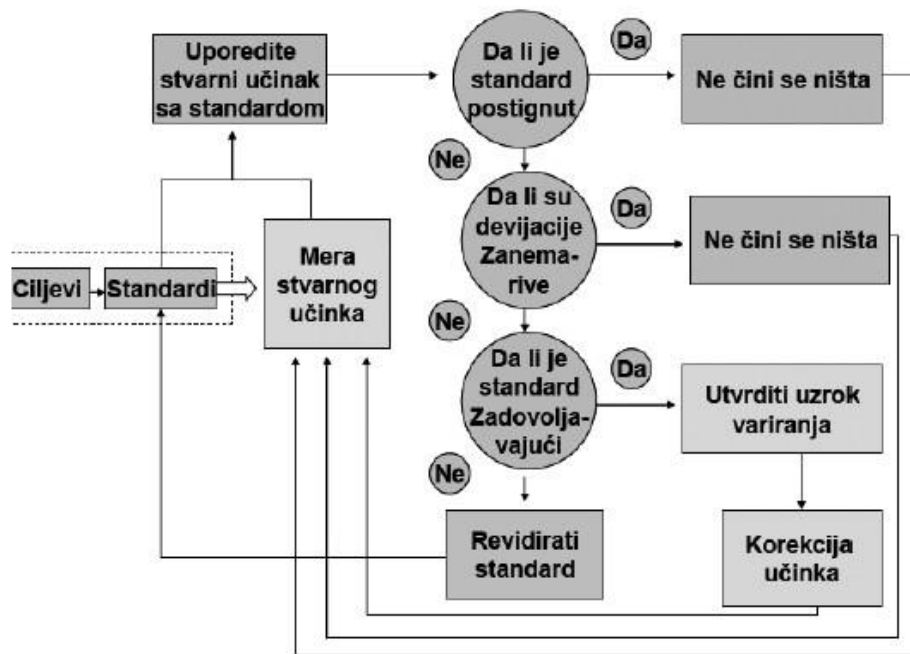 Uporedite
stvarni učinak
sa standardom
Da li je
standard
postignut
Da
Ne čini se ništa
Ne
Da li su
devijacije
Zanema-
rive
Da
Ne čini se ništa
Ciljevi
Standardi
Mera
stvarnog
učinka
Ne
Da li je
standard
Zadovolja-
vajući
Da
Utvrditi uzrok
variranja
Ne
Revidirati
standard
Korekcija
učinka